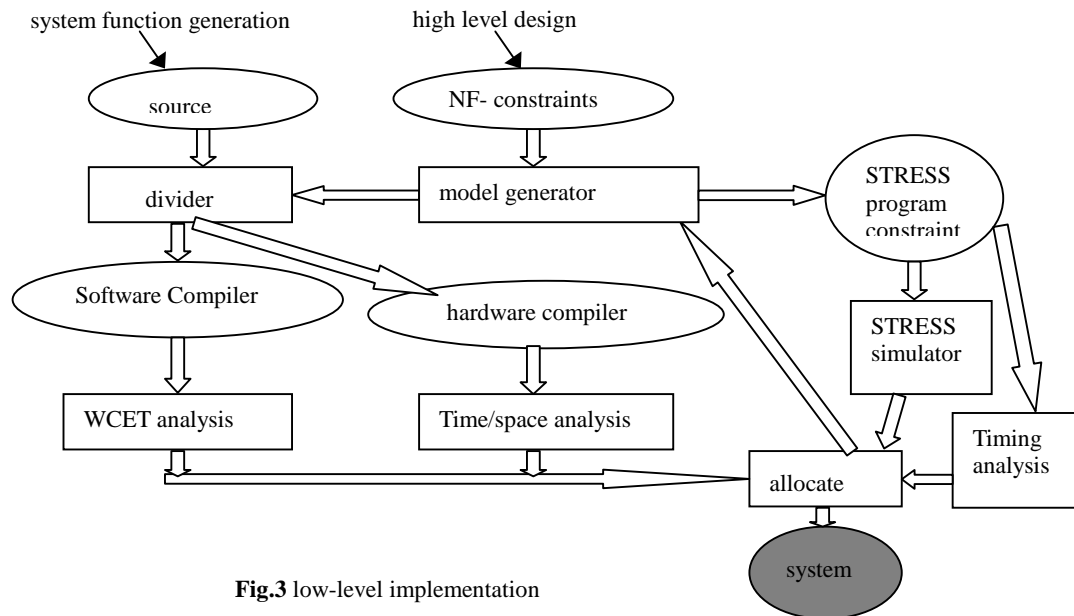 system function generation
high level design
source
NF- constraints
divider
model generator
STRESS
program
constraint
Software Compiler
hardware compiler
STRESS
simulator
WCET analysis
Time/space analysis
Timing
analysis
allocate
system
Fig.3 low-level implementation